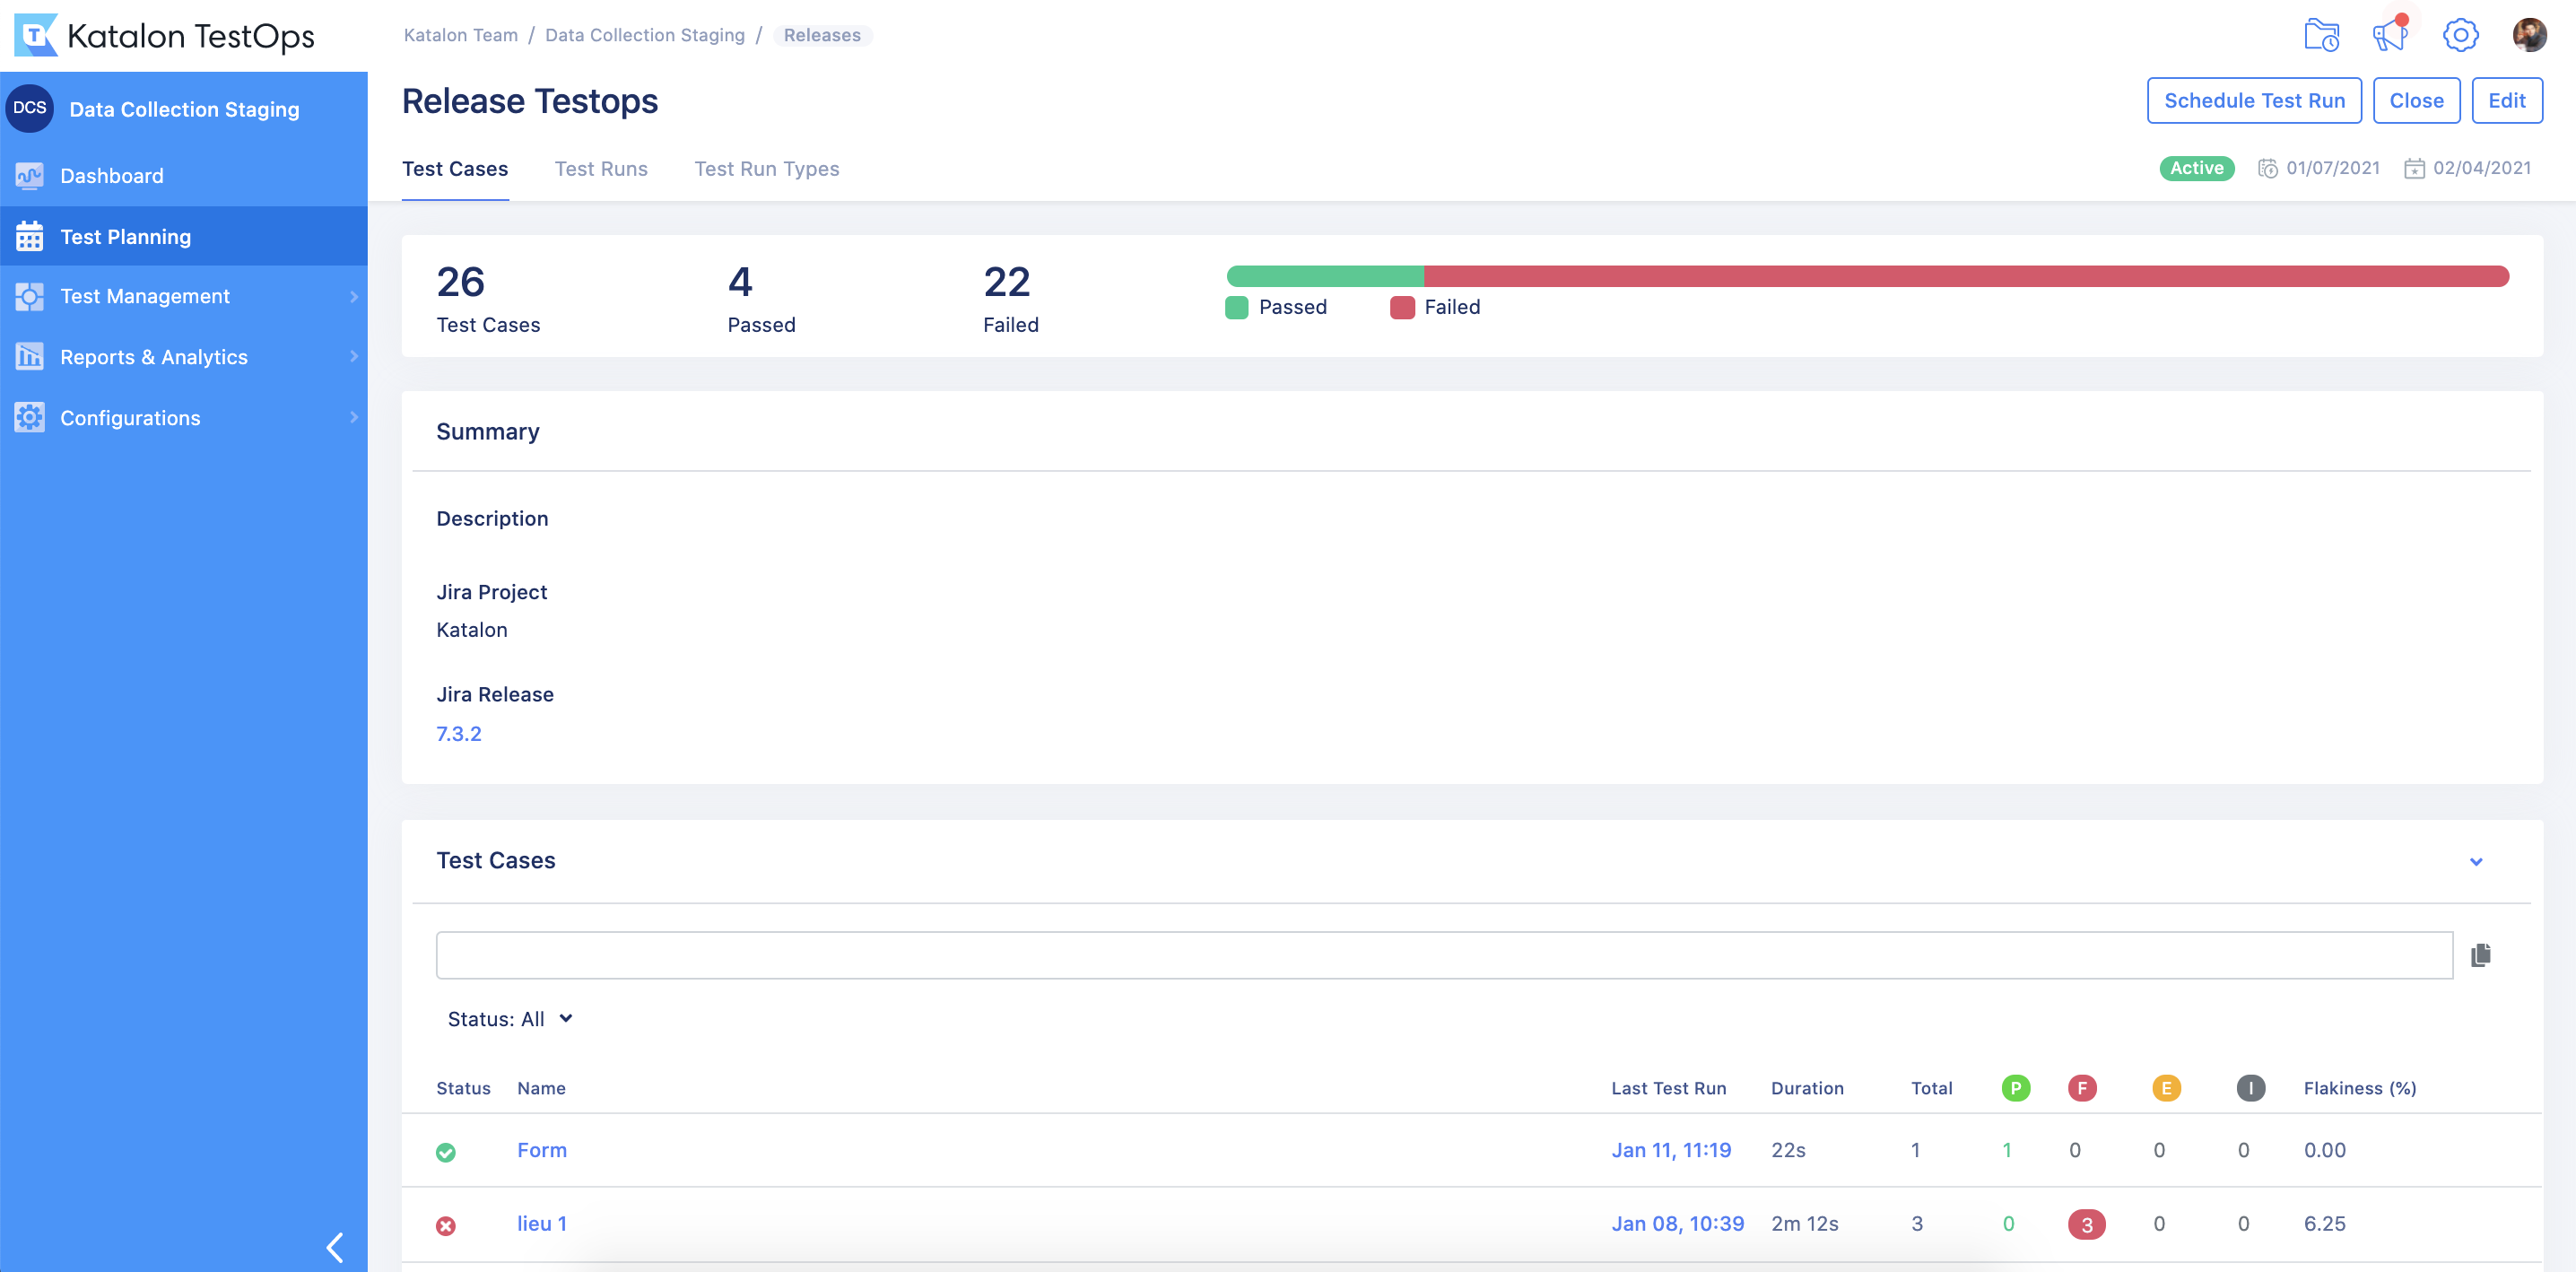 Katalon TestOps
Katalon Team / Data Collection Staging / Releases
DCS Data Collection Staging
Dashboard
Test Planning
Test Management
Reports & Analytics
Configurations
Release Testops
Schedule Test Run Close Edit
Test Cases Test Runs Test Run Types
Active 01/07/2021 02/04/2021
26 4 22
Test Cases Passed Failed
Passed Failed
Summary
Description
Jira Project
Katalon
Jira Release
7.3.2
Test Cases
Status: All
Status Name Last Test Run Duration Total P F E I Flakiness (%)
Form Jan 11, 11:19 22s 1 1 0 0 0 0.00
lieu 1 Jan 08, 10:39 2m 12s 3 0 3 0 0 6.25